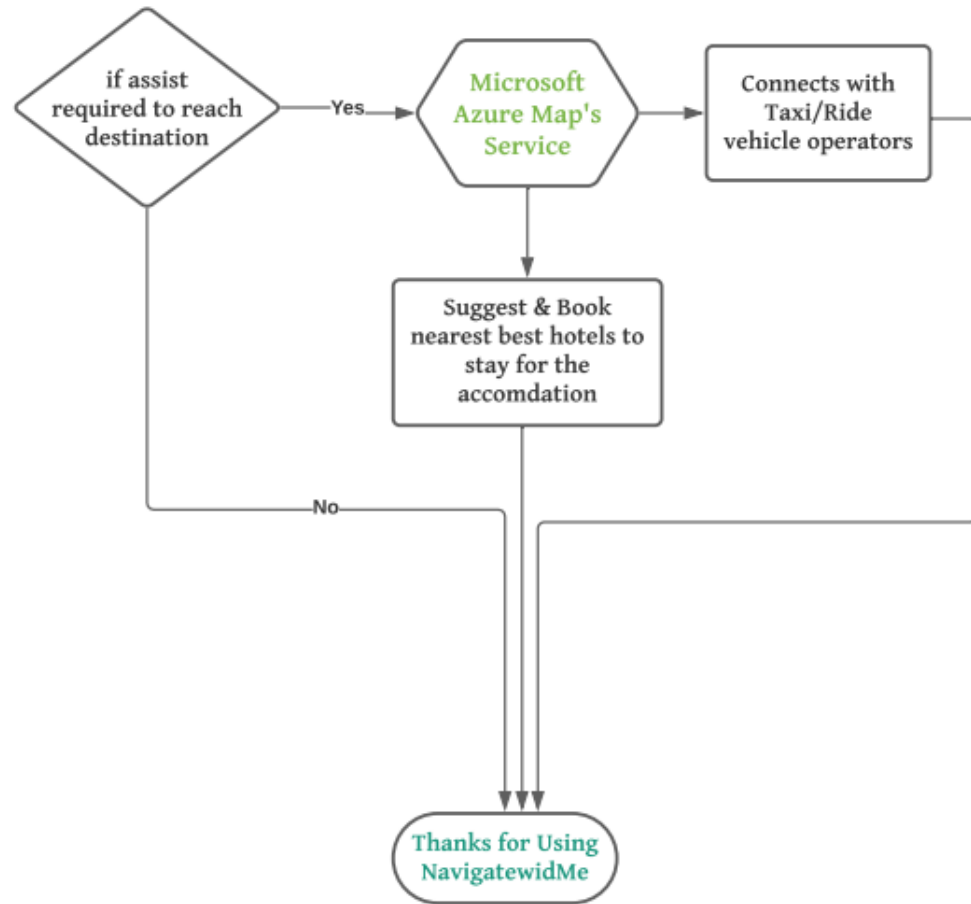 if assist
required to reach
destination
Yes
Microsoft
Azure Map's
Service
Connects with
Taxi/Ride
vehicle operators
Suggest & Book
nearest best hotels to
stay for the
accomdation
No
Thanks for Using
NavigatewidMe